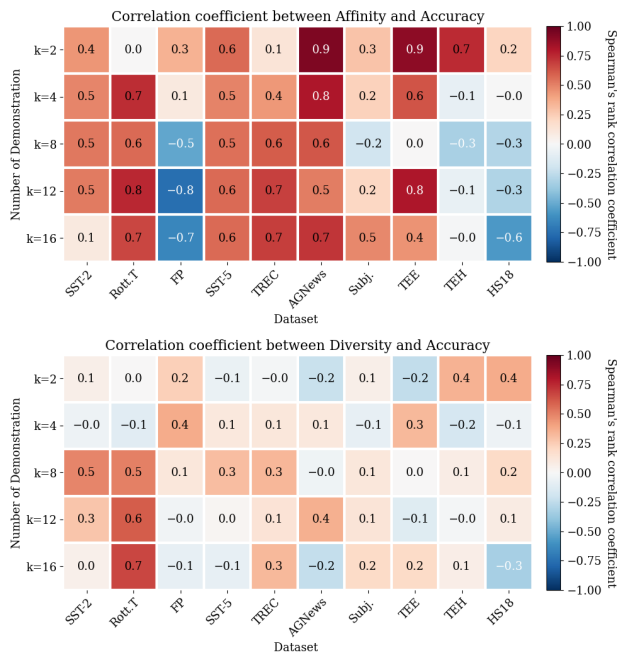 Correlation coefficient between Affinity and Accuracy
Number of Demonstration
k=2 0.4 0.0 0.3 0.6 0.1 0.9 0.3 0.9 0.7 0.2
k=4 0.5 0.7 0.1 0.5 0.4 0.8 0.2 0.6 −0.1 −0.0
k=8 0.5 0.6 −0.5 0.5 0.6 0.6 −0.2 0.0 −0.3 −0.3
k=12 0.5 0.8 −0.8 0.6 0.7 0.5 0.2 0.8 −0.1 −0.3
k=16 0.1 0.7 −0.7 0.6 0.7 0.7 0.5 0.4 −0.0 −0.6
SST-2 Rott.T FP SST-5 TREC AGNews Subj. TEE TEH HS18
Dataset
1.00
0.75
0.50
0.25
0.00
−0.25
−0.50
−0.75
−1.00
Spearman's rank correlation coefficient
Correlation coefficient between Diversity and Accuracy
Number of Demonstration
k=2 0.1 0.0 0.2 −0.1 −0.0 −0.2 0.1 −0.2 0.4 0.4
k=4 −0.0 −0.1 0.4 0.1 0.1 0.1 −0.1 0.3 −0.2 −0.1
k=8 0.5 0.5 0.1 0.3 0.3 −0.0 0.1 0.0 0.1 0.2
k=12 0.3 0.6 −0.0 0.0 0.1 0.4 0.1 −0.1 −0.0 0.1
k=16 0.0 0.7 −0.1 −0.1 0.3 −0.2 0.2 0.2 0.1 −0.3
SST-2 Rott.T FP SST-5 TREC AGNews Subj. TEE TEH HS18
Dataset
1.00
0.75
0.50
0.25
0.00
−0.25
−0.50
−0.75
−1.00
Spearman's rank correlation coefficient